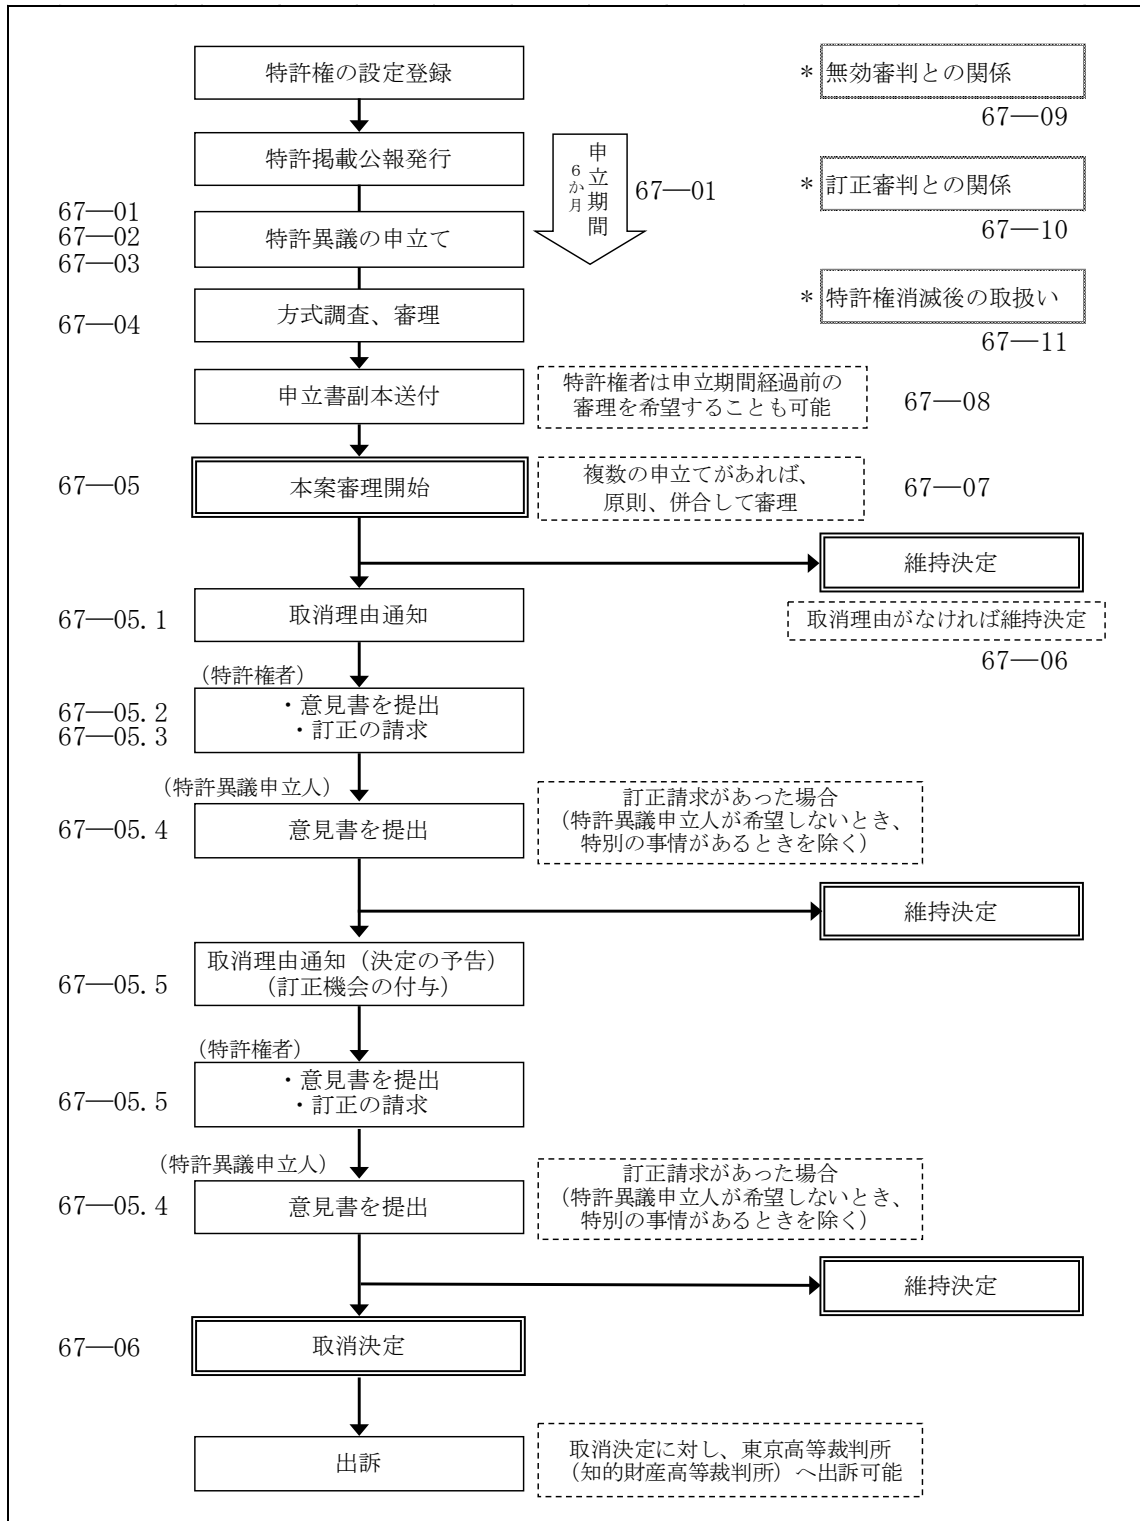 特許権の設定登録
* 無効審判との関係
67―09
特許掲載公報発行
申立期間
6か月
67―01
* 訂正審判との関係
67―10
67―01
67―02
67―03
特許異議の申立て
* 特許権消滅後の取扱い
67―11
67―04
方式調査、審理
申立書副本送付
特許権者は申立期間経過前の
審理を希望することも可能
67―08
67―05
本案審理開始
複数の申立てがあれば、
原則、併合して審理
67―07
維持決定
取消理由がなければ維持決定
67―06
67―05.1
取消理由通知
(特許権者)
67―05.2
67―05.3
・意見書を提出
・訂正の請求
(特許異議申立人)
67―05.4
意見書を提出
訂正請求があった場合
(特許異議申立人が希望しないとき、
特別の事情があるときを除く)
維持決定
67―05.5
取消理由通知(決定の予告)
(訂正機会の付与)
(特許権者)
67―05.5
・意見書を提出
・訂正の請求
(特許異議申立人)
67―05.4
意見書を提出
訂正請求があった場合
(特許異議申立人が希望しないとき、
特別の事情があるときを除く)
維持決定
67―06
取消決定
出訴
取消決定に対し、東京高等裁判所
(知的財産高等裁判所)へ出訴可能